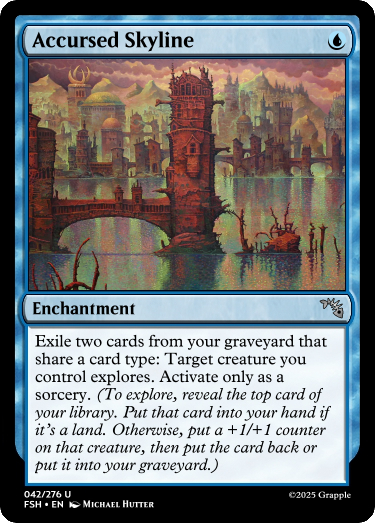 Accursed Skyline
Enchantment
Exile two cards from your graveyard that
share a card type: Target creature you
control explores. Activate only as a
sorcery. (To explore, reveal the top card of
your library. Put that card into your hand if
it's a land. Otherwise, put a +1/+1 counter
on that creature, then put the card back or
put it into your graveyard.)
042/276 U
FSH • EN Michael Hutter
©2025 Grapple